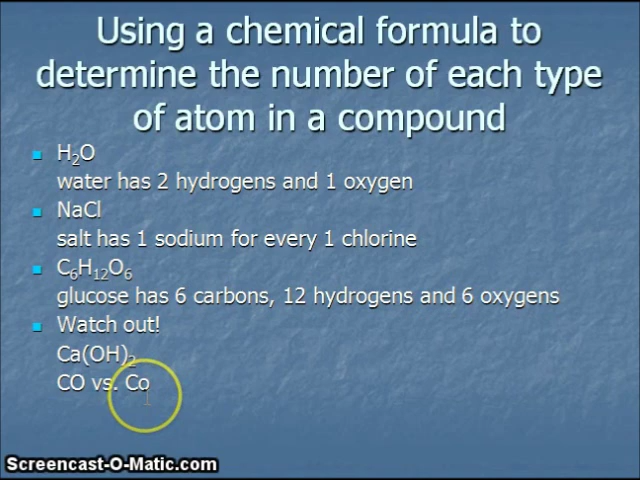 Using a chemical formula to
determine the number of each type
of atom in a compound
H₂O
water has 2 hydrogens and 1 oxygen
NaCl
salt has 1 sodium for every 1 chlorine
C₆H₁₂O₆
glucose has 6 carbons, 12 hydrogens and 6 oxygens
Watch out!
Ca(OH)₂
CO vs. Co
Screencast-O-Matic.com